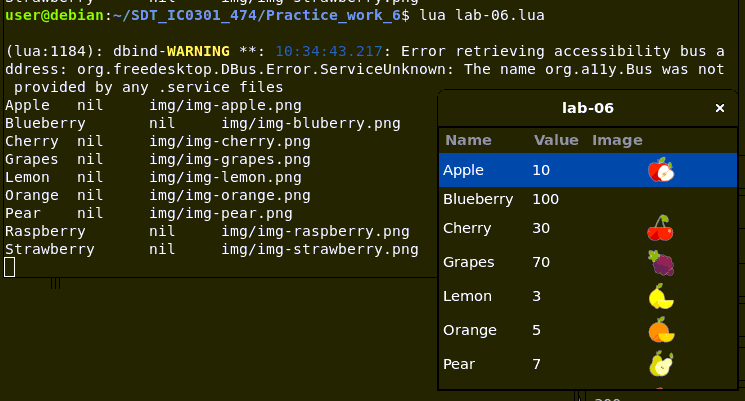 Strawberry nil img/img-strawberry.png
user@debian:~/SDT_IC0301_474/Practice_work_6$ lua lab-06.lua
(lua:1184): dbind-WARNING **: 10:34:43.217: Error retrieving accessibility bus a
ddress: org.freedesktop.DBus.Error.ServiceUnknown: The name org.a11y.Bus was not
provided by any .service files
Apple nil img/img-apple.png
Blueberry nil img/img-bluberry.png
Cherry nil img/img-cherry.png
Grapes nil img/img-grapes.png
Lemon nil img/img-lemon.png
Orange nil img/img-orange.png
Pear nil img/img-pear.png
Raspberry nil img/img-raspberry.png
Strawberry nil img/img-strawberry.png
lab-06 ×
Name Value Image
Apple 10
Blueberry 100
Cherry 30
Grapes 70
Lemon 3
Orange 5
Pear 7